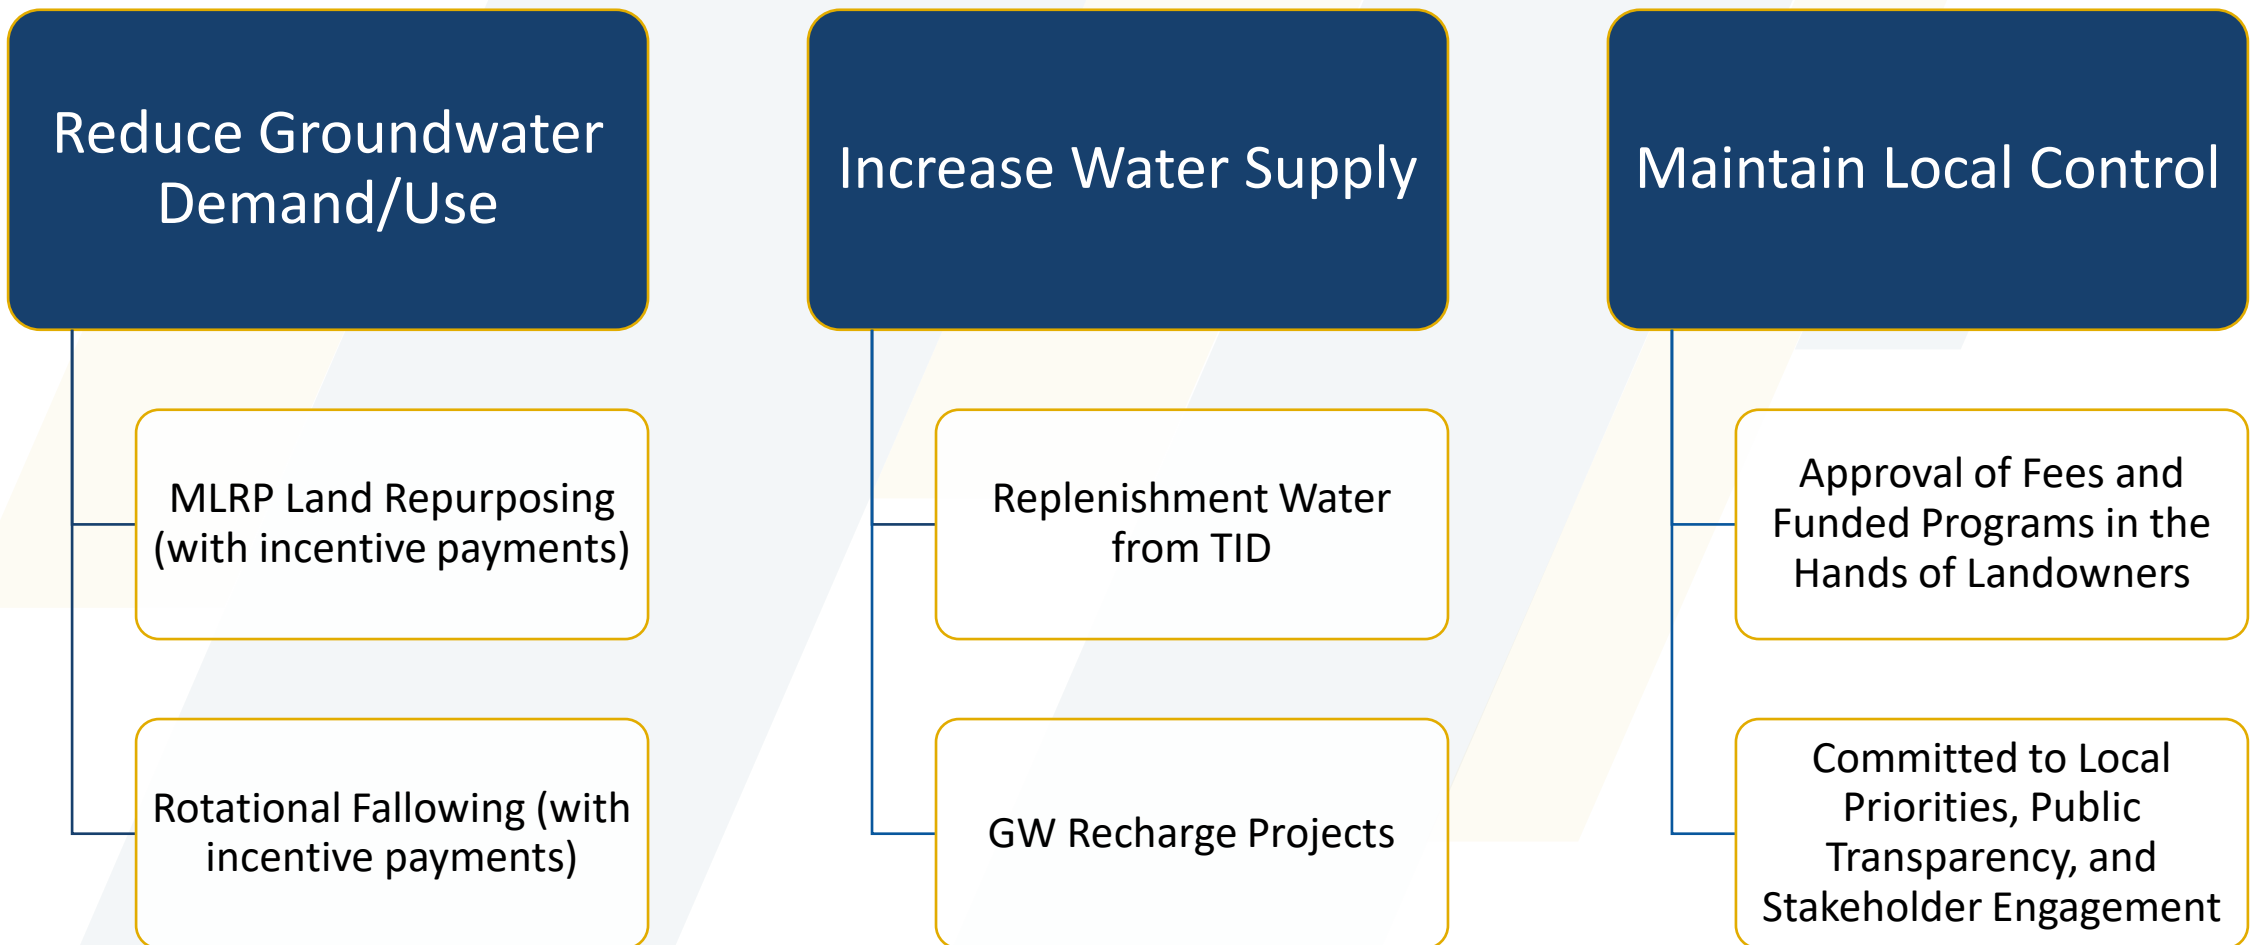 Reduce Groundwater
Demand/Use
MLRP Land Repurposing
(with incentive payments)
Rotational Fallowing (with
incentive payments)
Increase Water Supply
Replenishment Water
from TID
GW Recharge Projects
Maintain Local Control
Approval of Fees and
Funded Programs in the
Hands of Landowners
Committed to Local
Priorities, Public
Transparency, and
Stakeholder Engagement